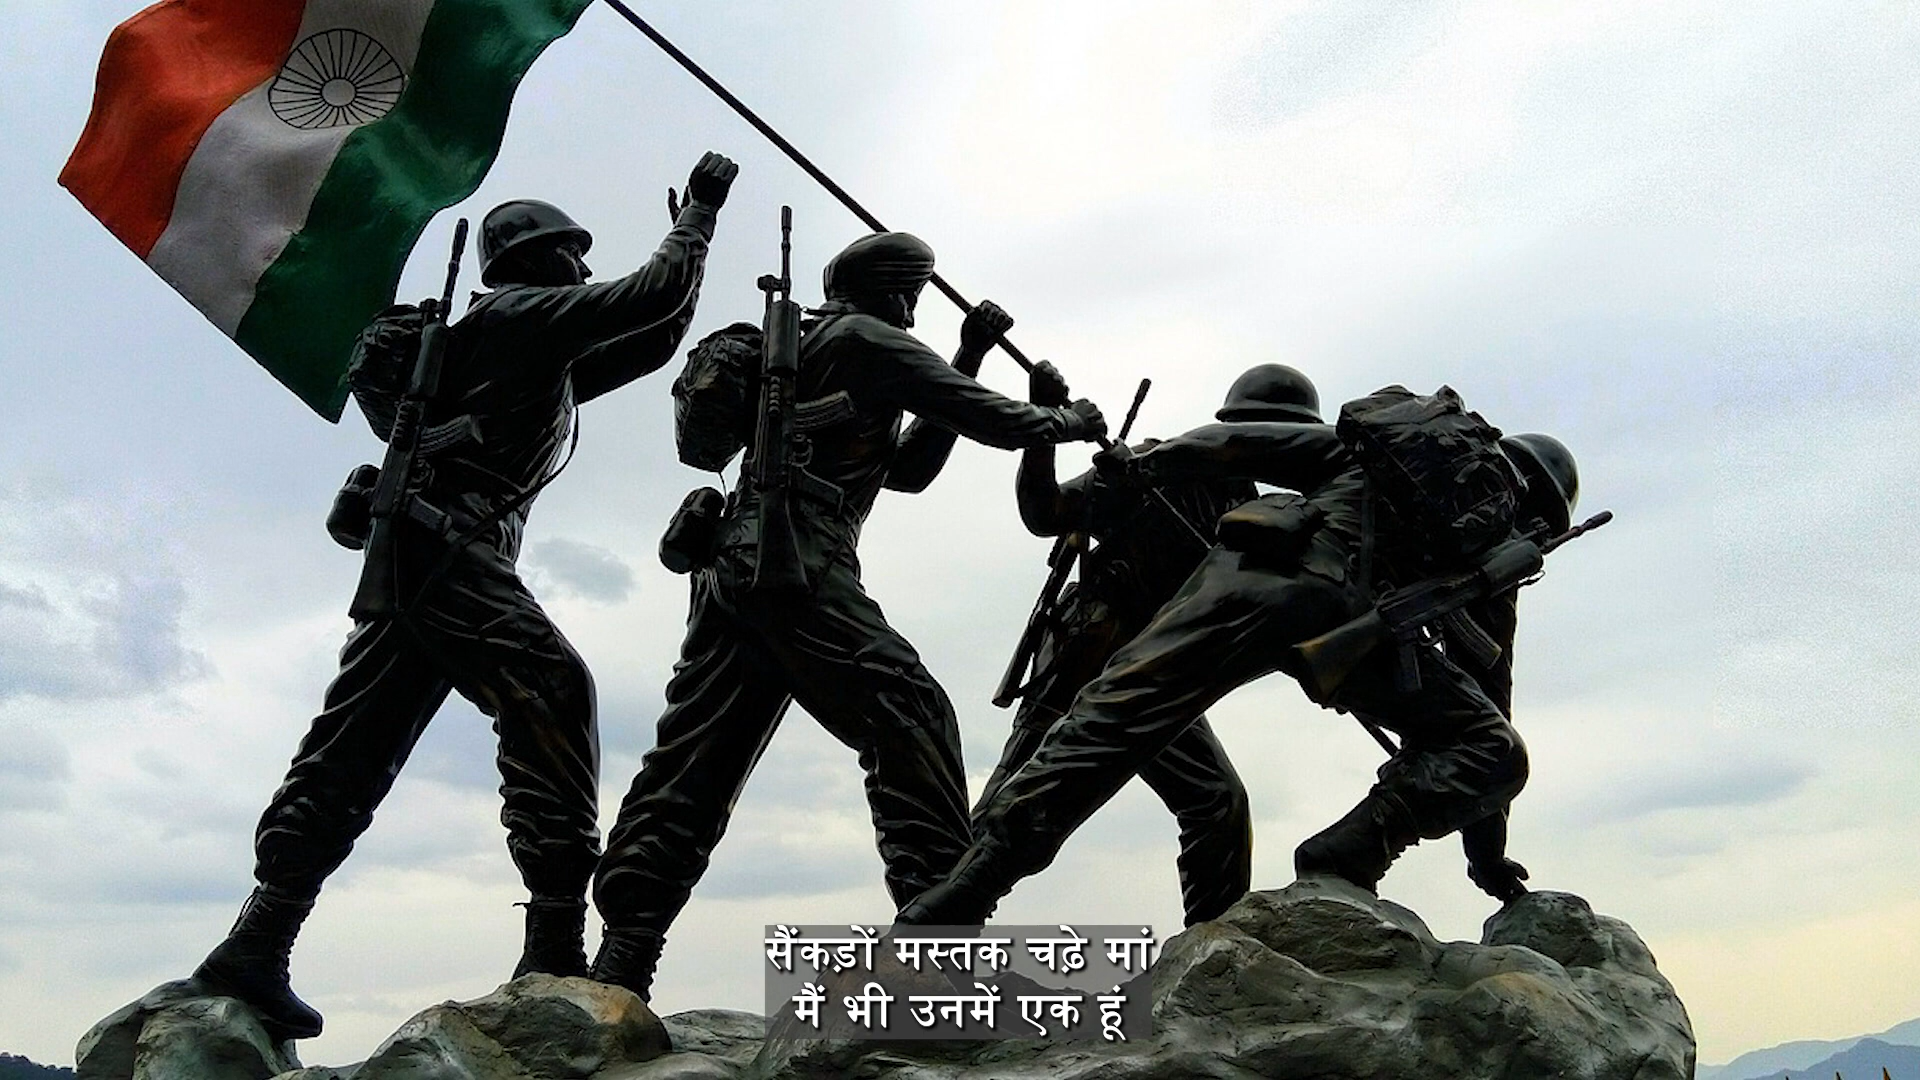 सैंकड़ों मस्तक चढ़े मां
मैं भी उनमें एक हूं